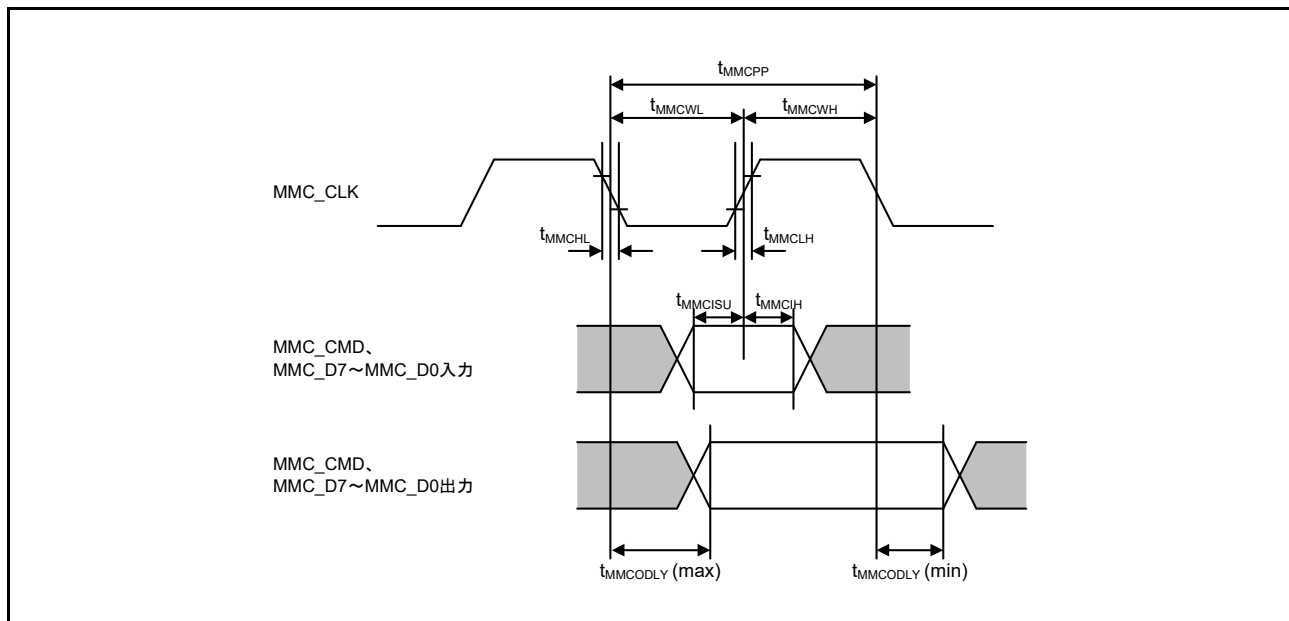 tMMCPP
tMMCWL
tMMCWH
MMC_CLK
tMMCHL
tMMCLH
tMMCISU
tMMCIH
MMC_CMD、
MMC_D7～MMC_D0入力
MMC_CMD、
MMC_D7～MMC_D0出力
tMMCODLY (max)
tMMCODLY (min)